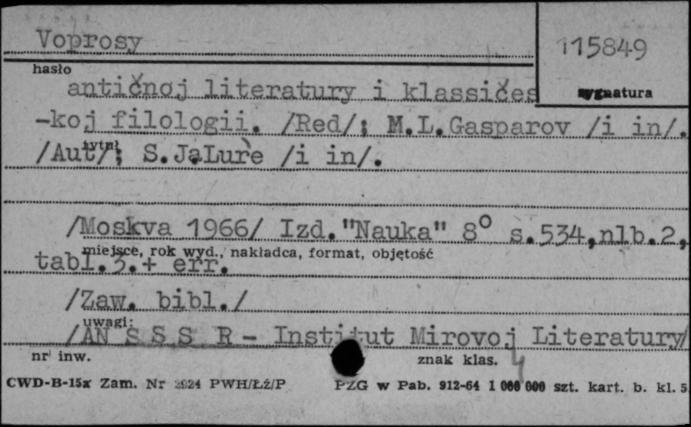 Voprosy
115849
hasło
antičnoj literatury i klassičes
sygnatura
-koj filologii. /Red/; M.L.Gasparov /i in/.
tytuł
/Aut/; S.JaLur'e /i in/.
/Moskva 1966/ Izd."Nauka" 8° s.534,nlb.2,
miejsce, rok wyd., nakładca, format, objętość
tabl.3.+ err.
/Zaw. bibl./
uwagi:
/AN S S S R - Institut Mirovoj Literatury/
nr inw.
znak klas.
4
CWD-B-15x Zam. Nr 2924 PWH/Łź/P PZG w Pab. 912-64 1 000 000 szt. kart. b. kl. 5